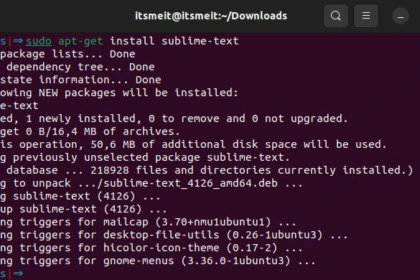 itsmeit@itsmeit:~/Downloads
s|⇒ sudo apt-get install sublime-text
package lists... Done
dependency tree... Done
state information... Done
owing NEW packages will be installed:
e-text
ed, 1 newly installed, 0 to remove and 0 not upgraded.
get 0 B/16,4 MB of archives.
is operation, 50,6 MB of additional disk space will be used.
g previously unselected package sublime-text.
database ... 218928 files and directories currently installed.)
g to unpack .../sublime-text_4126_amd64.deb ...
g sublime-text (4126) ...
up sublime-text (4126) ...
ng triggers for mailcap (3.70+nmu1ubuntu1) ...
ng triggers for desktop-file-utils (0.26-1ubuntu3) ...
ng triggers for hicolor-icon-theme (0.17-2) ...
ng triggers for gnome-menus (3.36.0-1ubuntu3) ...
s|⇒